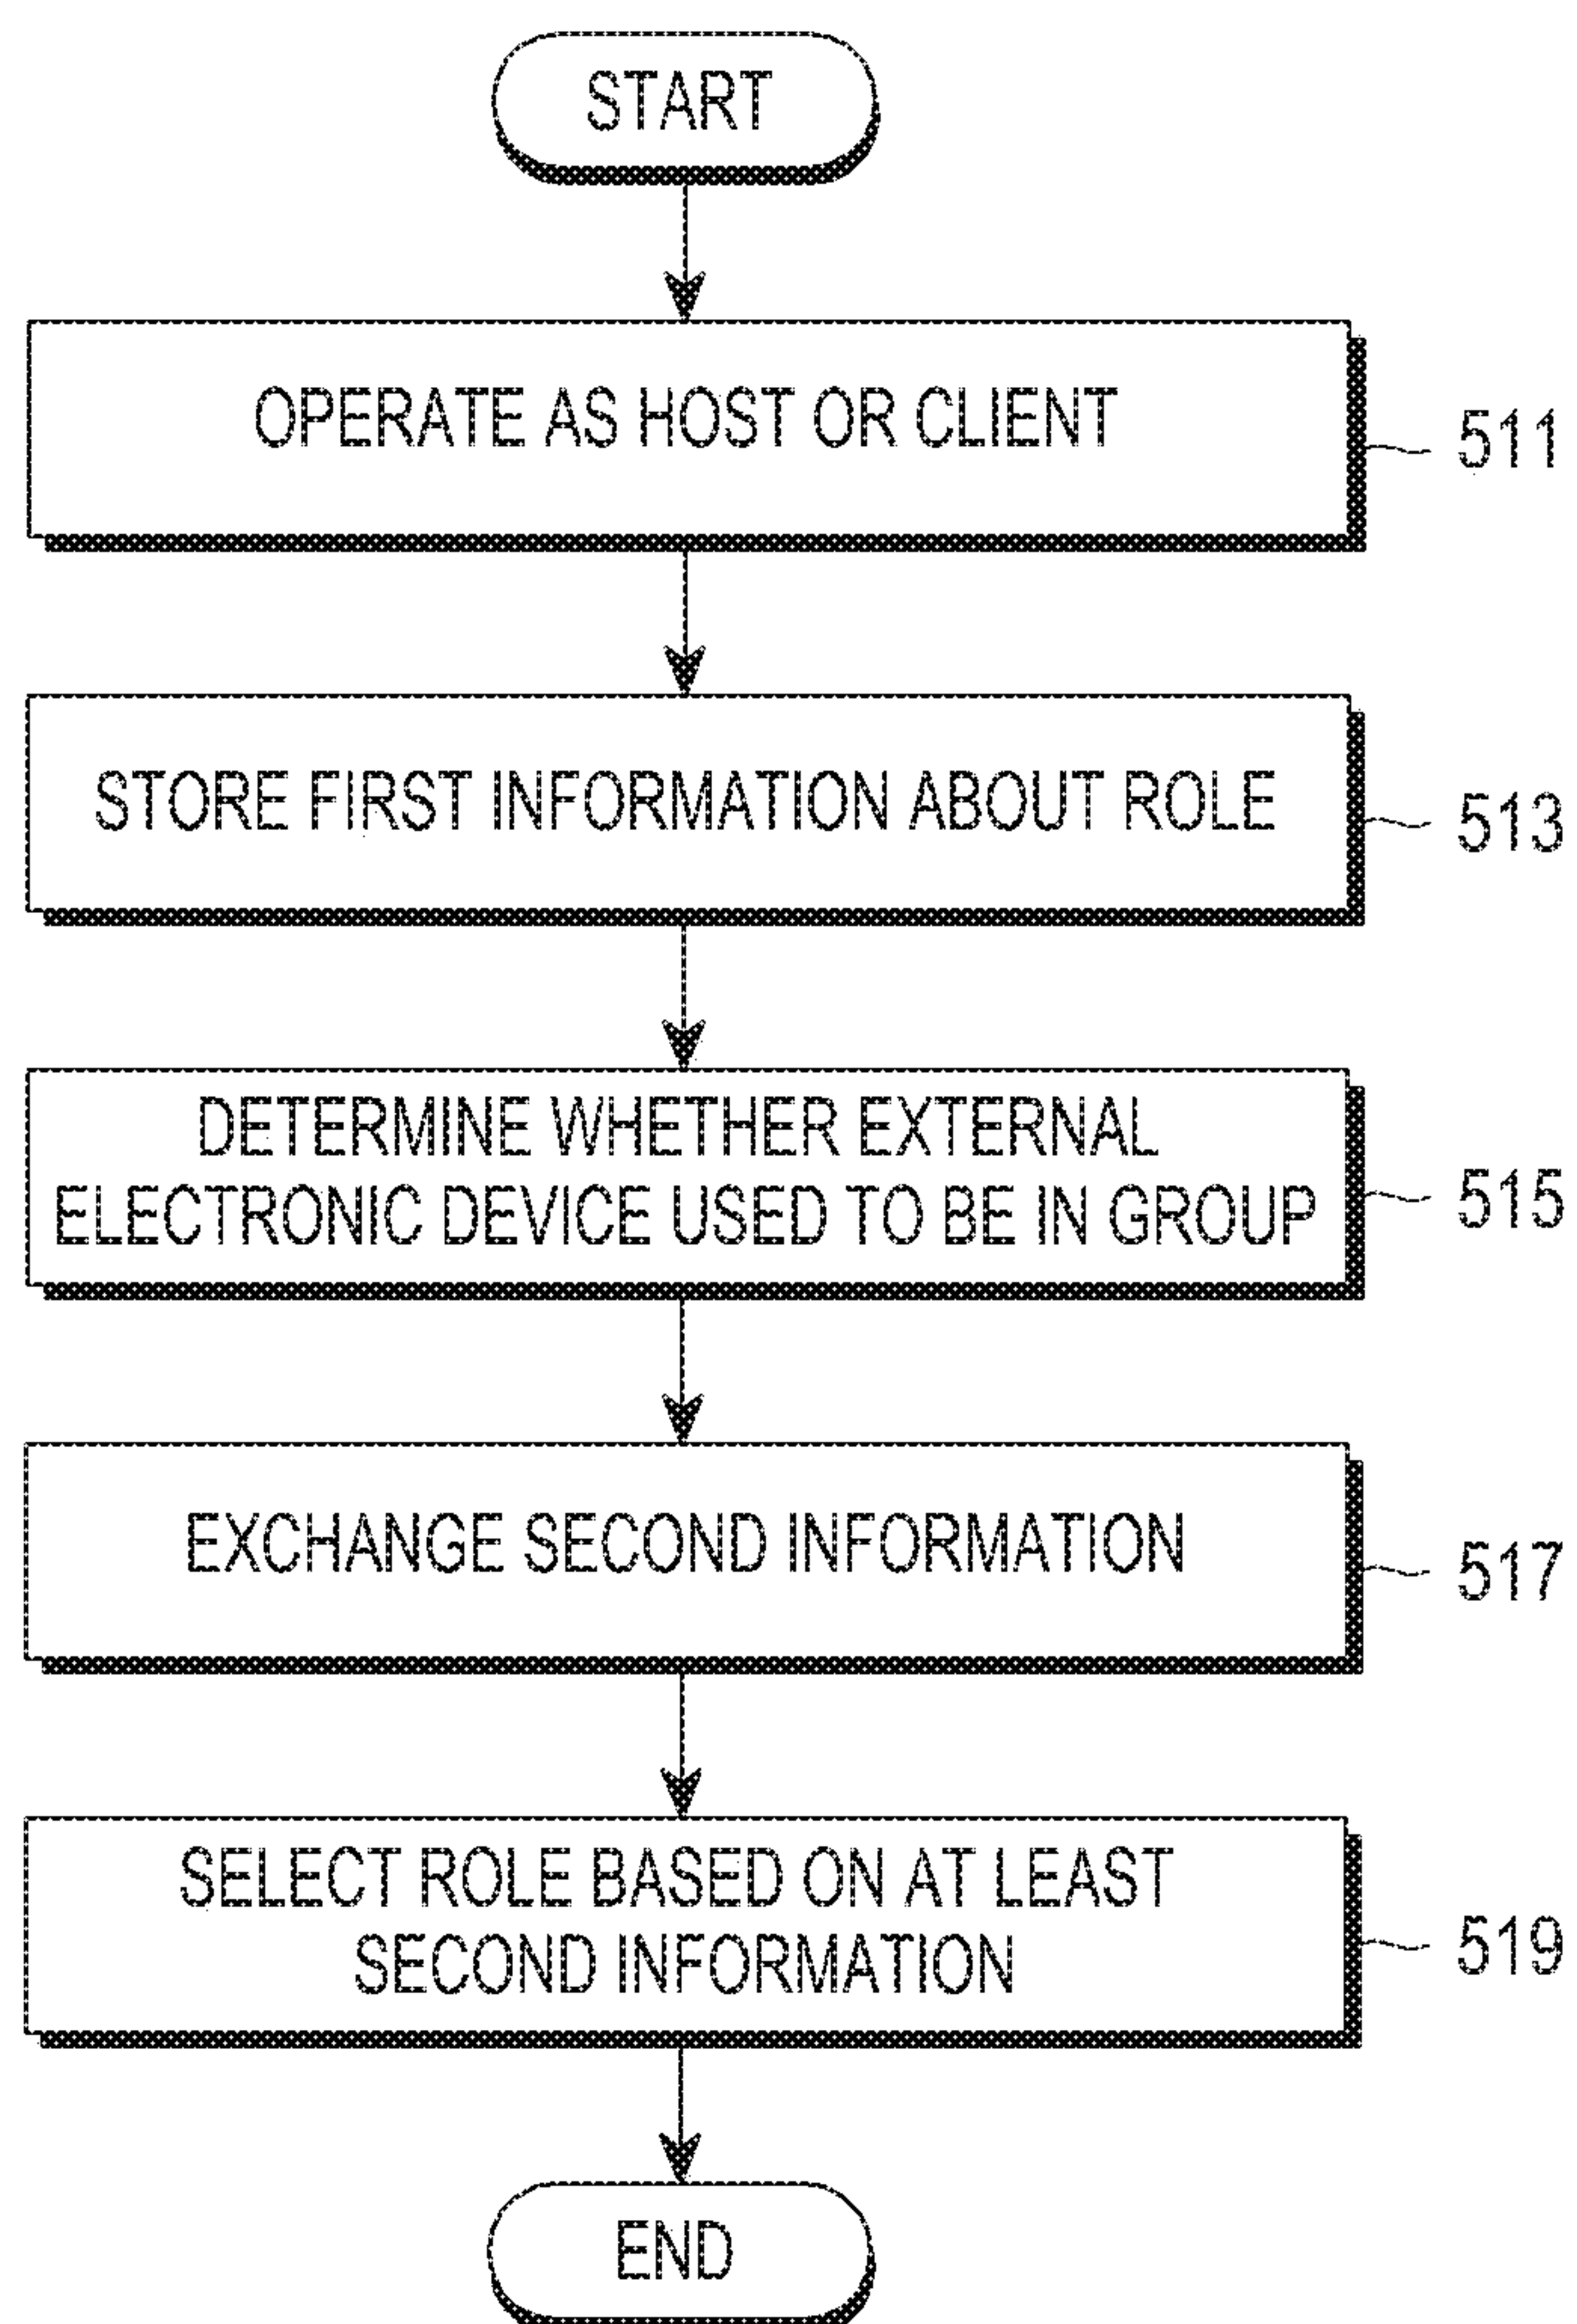 START
OPERATE AS HOST OR CLIENT
511
STORE FIRST INFORMATION ABOUT ROLE
513
DETERMINE WHETHER EXTERNAL
ELECTRONIC DEVICE USED TO BE IN GROUP
515
EXCHANGE SECOND INFORMATION
517
SELECT ROLE BASED ON AT LEAST
SECOND INFORMATION
519
END